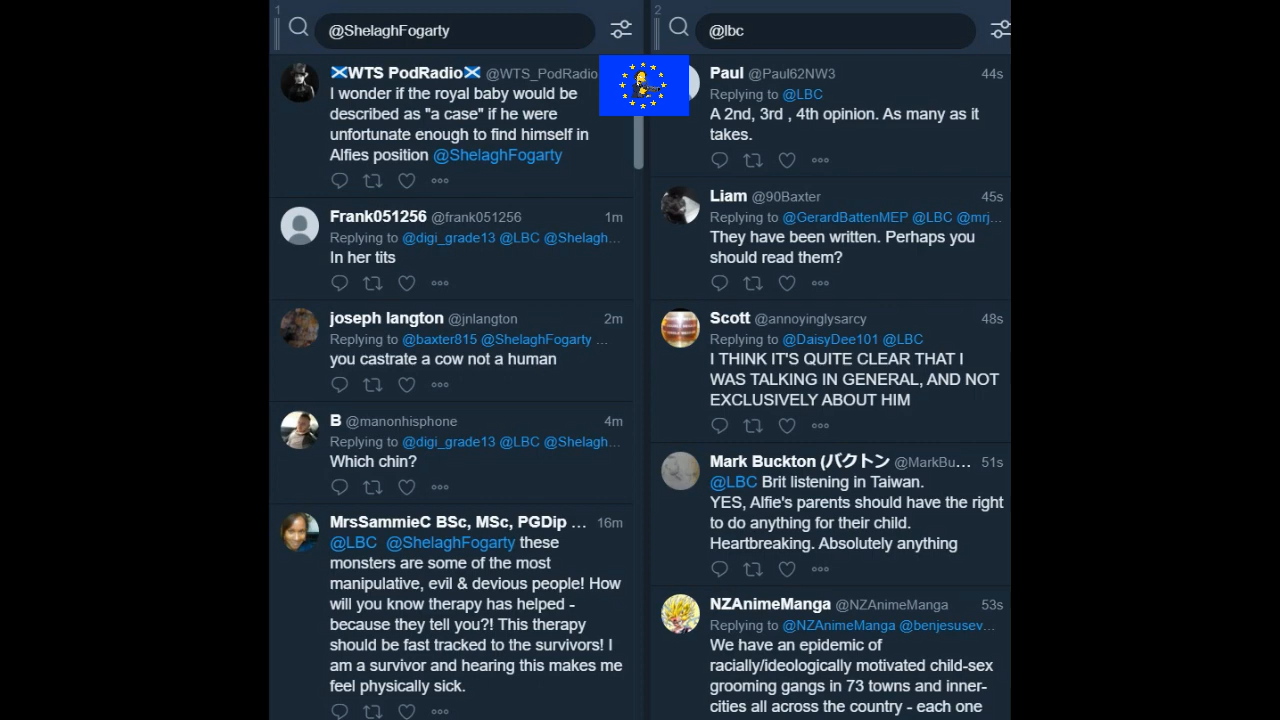 1
@ShelaghFogarty
WTS PodRadio @WTS_PodRadio
I wonder if the royal baby would be
described as "a case" if he were
unfortunate enough to find himself in
Alfies position @ShelaghFogarty
Frank051256 @frank051256 1m
Replying to @digi_grade13 @LBC @Shelagh...
In her tits
joseph langton @jnlangton 2m
Replying to @baxter815 @ShelaghFogarty ...
you castrate a cow not a human
B @manonhisphone 4m
Replying to @digi_grade13 @LBC @Shelagh...
Which chin?
MrsSammieC BSc, MSc, PGDip ... 16m
@LBC @ShelaghFogarty these
monsters are some of the most
manipulative, evil & devious people! How
will you know therapy has helped -
because they tell you?! This therapy
should be fast tracked to the survivors! I
am a survivor and hearing this makes me
feel physically sick.
2
@lbc
Paul @Paul62NW3 44s
Replying to @LBC
A 2nd, 3rd , 4th opinion. As many as it
takes.
Liam @90Baxter 45s
Replying to @GerardBattenMEP @LBC @mrj...
They have been written. Perhaps you
should read them?
Scott @annoyinglysarcy 48s
Replying to @DaisyDee101 @LBC
I THINK IT'S QUITE CLEAR THAT I
WAS TALKING IN GENERAL, AND NOT
EXCLUSIVELY ABOUT HIM
Mark Buckton (バクトン @MarkBu... 51s
@LBC Brit listening in Taiwan.
YES, Alfie's parents should have the right
to do anything for their child.
Heartbreaking. Absolutely anything
NZAnimeManga @NZAnimeManga 53s
Replying to @NZAnimeManga @benjesusev...
We have an epidemic of
racially/ideologically motivated child-sex
grooming gangs in 73 towns and inner-
cities all across the country - each one